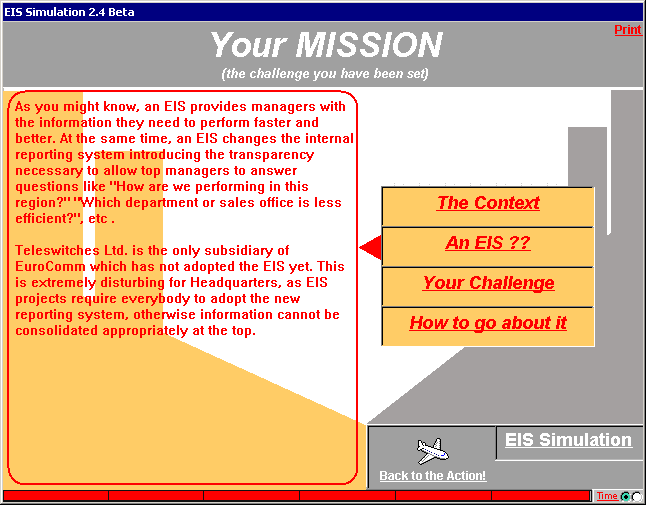 EIS Simulation 2.4 Beta
Your MISSION
Print
(the challenge you have been set)
As you might know, an EIS provides managers with
the information they need to perform faster and
better. At the same time, an EIS changes the internal
reporting system introducing the transparency
necessary to allow top managers to answer
questions like "How are we performing in this
region?" "Which department or sales office is less
efficient?", etc .
Teleswitches Ltd. is the only subsidiary of
EuroComm which has not adopted the EIS yet. This
is extremely disturbing for Headquarters, as EIS
projects require everybody to adopt the new
reporting system, otherwise information cannot be
consolidated appropriately at the top.
The Context
An EIS ??
Your Challenge
How to go about it
EIS Simulation
Back to the Action!
Time